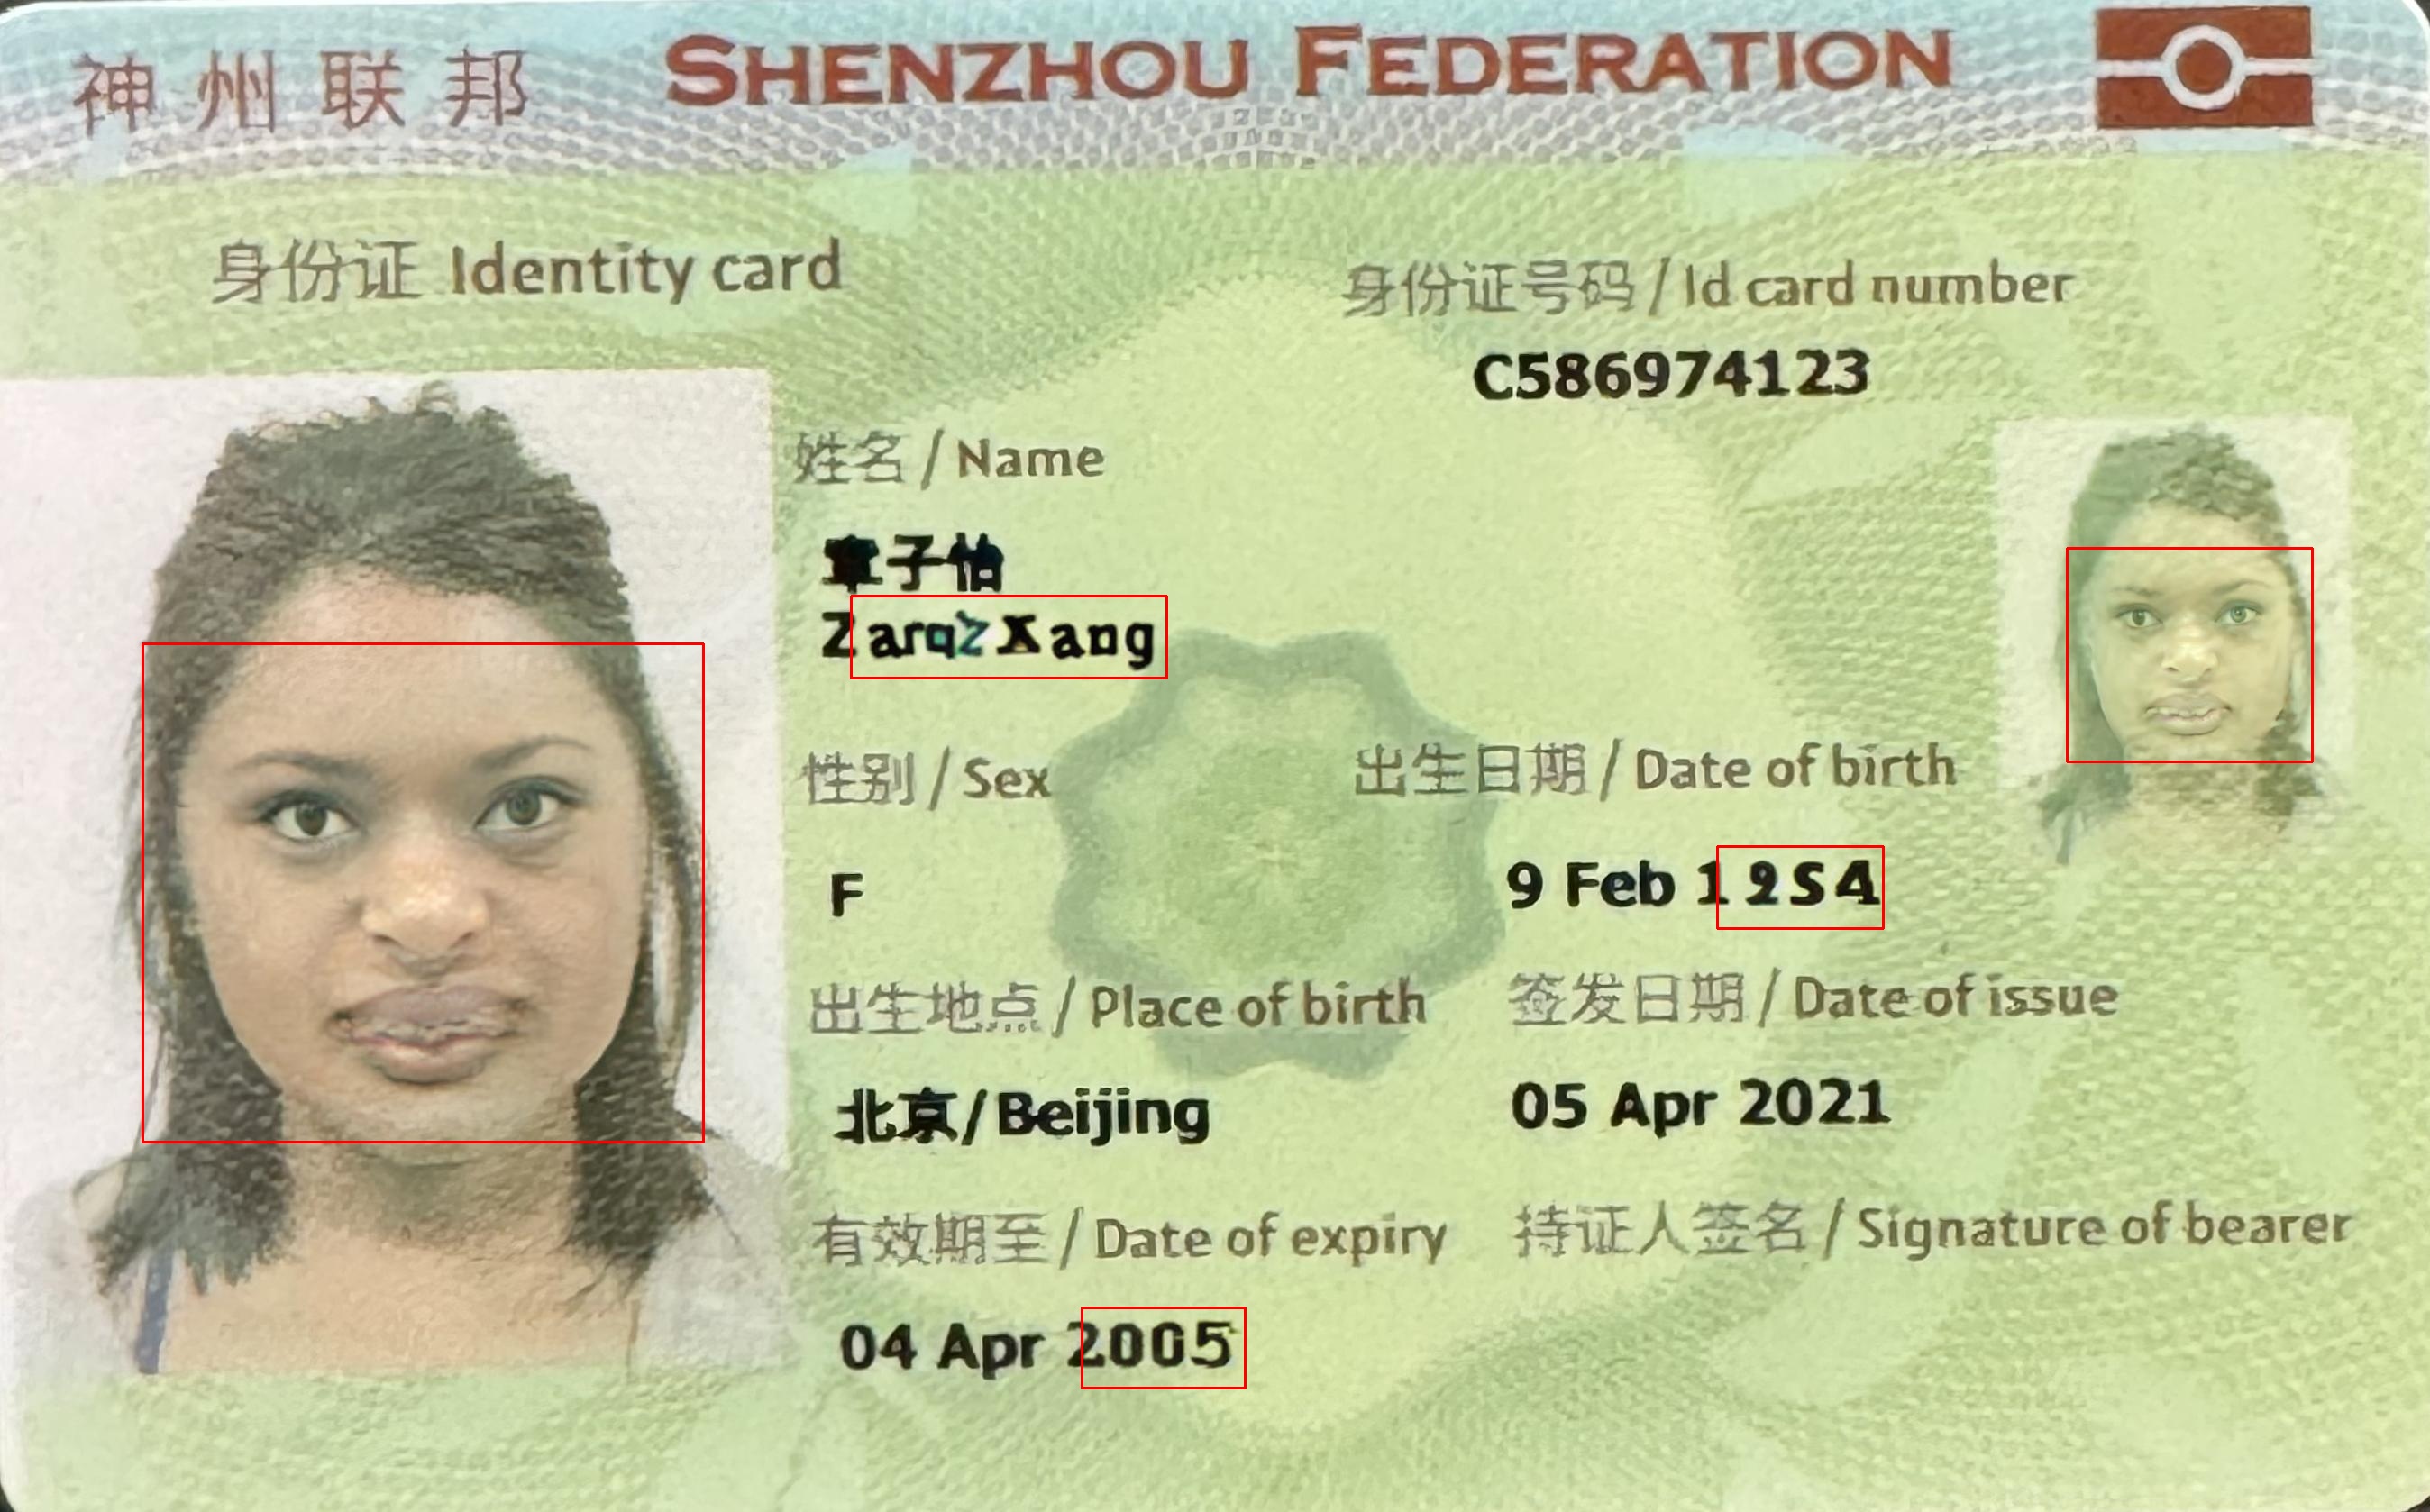 神州联邦 SHENZHOU FEDERATION
身份证 Identity card
身份证号码 / Id card number
C586974123
姓名 / Name
章子怡
ZarqzXang
性别 / Sex
出生日期 / Date of birth
F
9 Feb 12S4
出生地点 / Place of birth
签发日期 / Date of issue
北京/Beijing
05 Apr 2021
有效期至 / Date of expiry
持证人签名 / Signature of bearer
04 Apr 2005